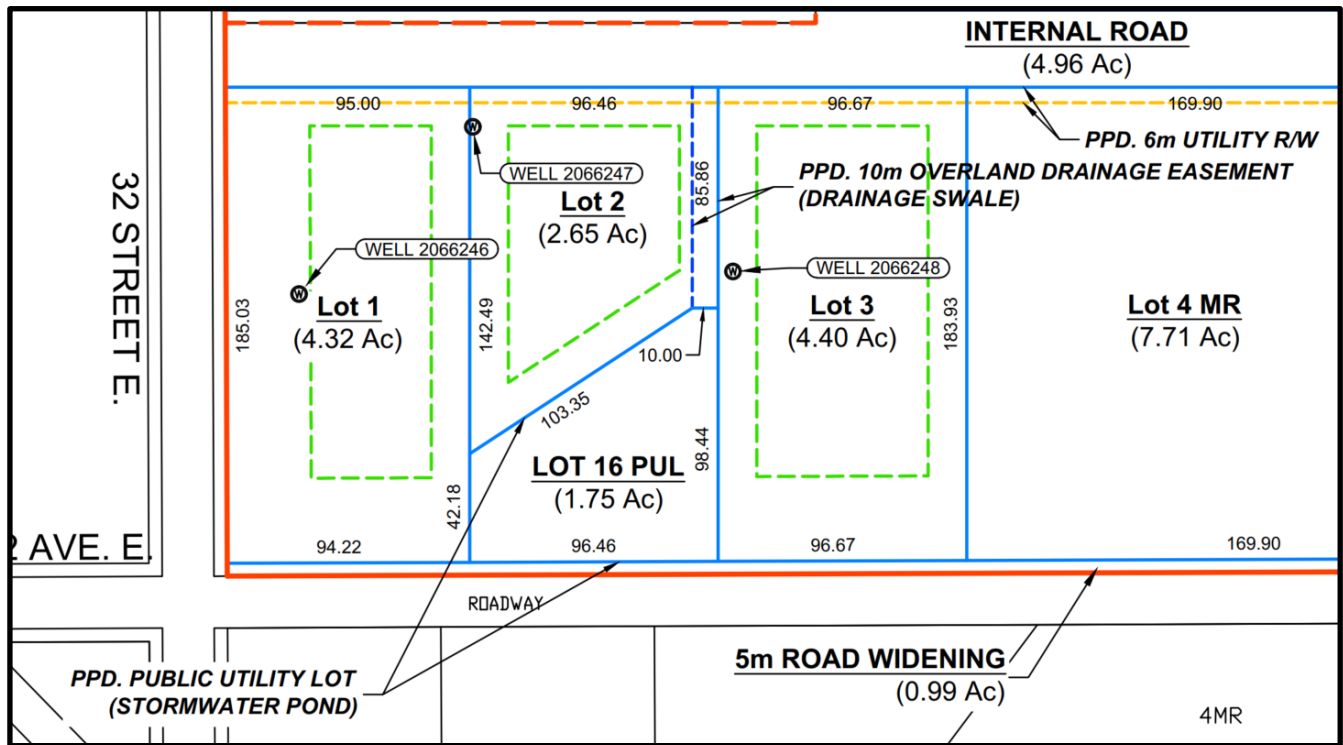 INTERNAL ROAD
(4.96 Ac)
95.00
96.46
96.67
169.90
PPD. 6m UTILITY R/W
PPD. 10m OVERLAND DRAINAGE EASEMENT
(DRAINAGE SWALE)
32 STREET E.
WELL 2066247
85.86
Lot 2
(2.65 Ac)
WELL 2066246
WELL 2066248
185.03
Lot 1
(4.32 Ac)
142.49
Lot 3
(4.40 Ac)
183.93
Lot 4 MR
(7.71 Ac)
10.00
103.35
98.44
LOT 16 PUL
(1.75 Ac)
42.18
2 AVE. E.
94.22
96.46
96.67
169.90
ROADWAY
PPD. PUBLIC UTILITY LOT
(STORMWATER POND)
5m ROAD WIDENING
(0.99 Ac)
4MR